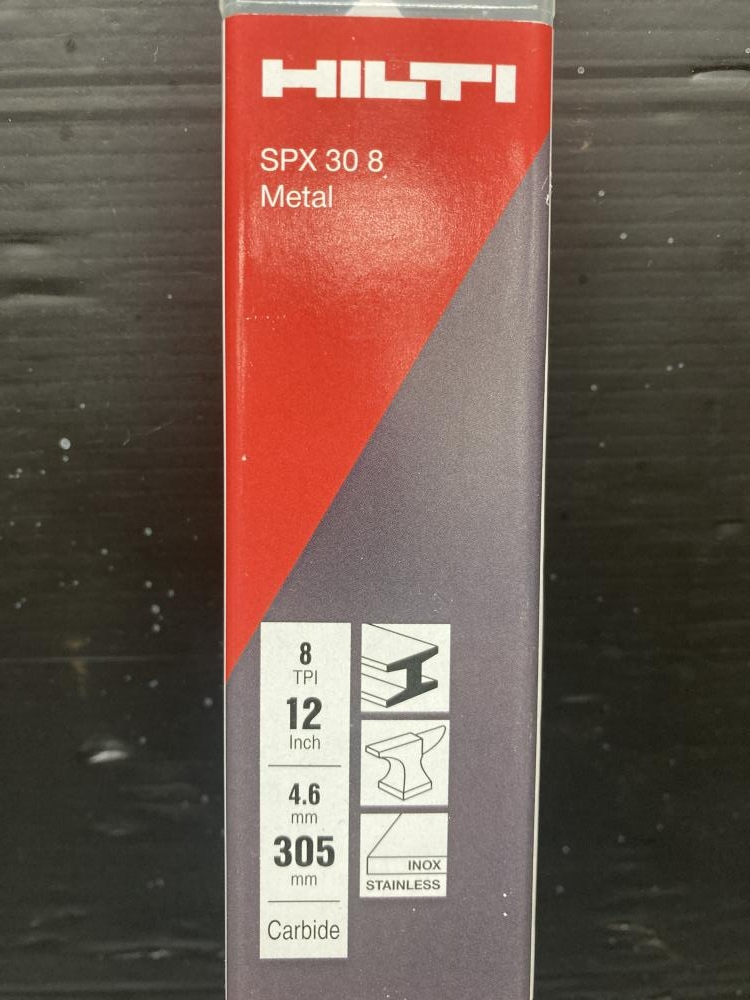 HILTI
SPX 30 8
Metal
8
TPI
12
Inch
4.6
mm
305
mm
Carbide
INOX
STAINLESS